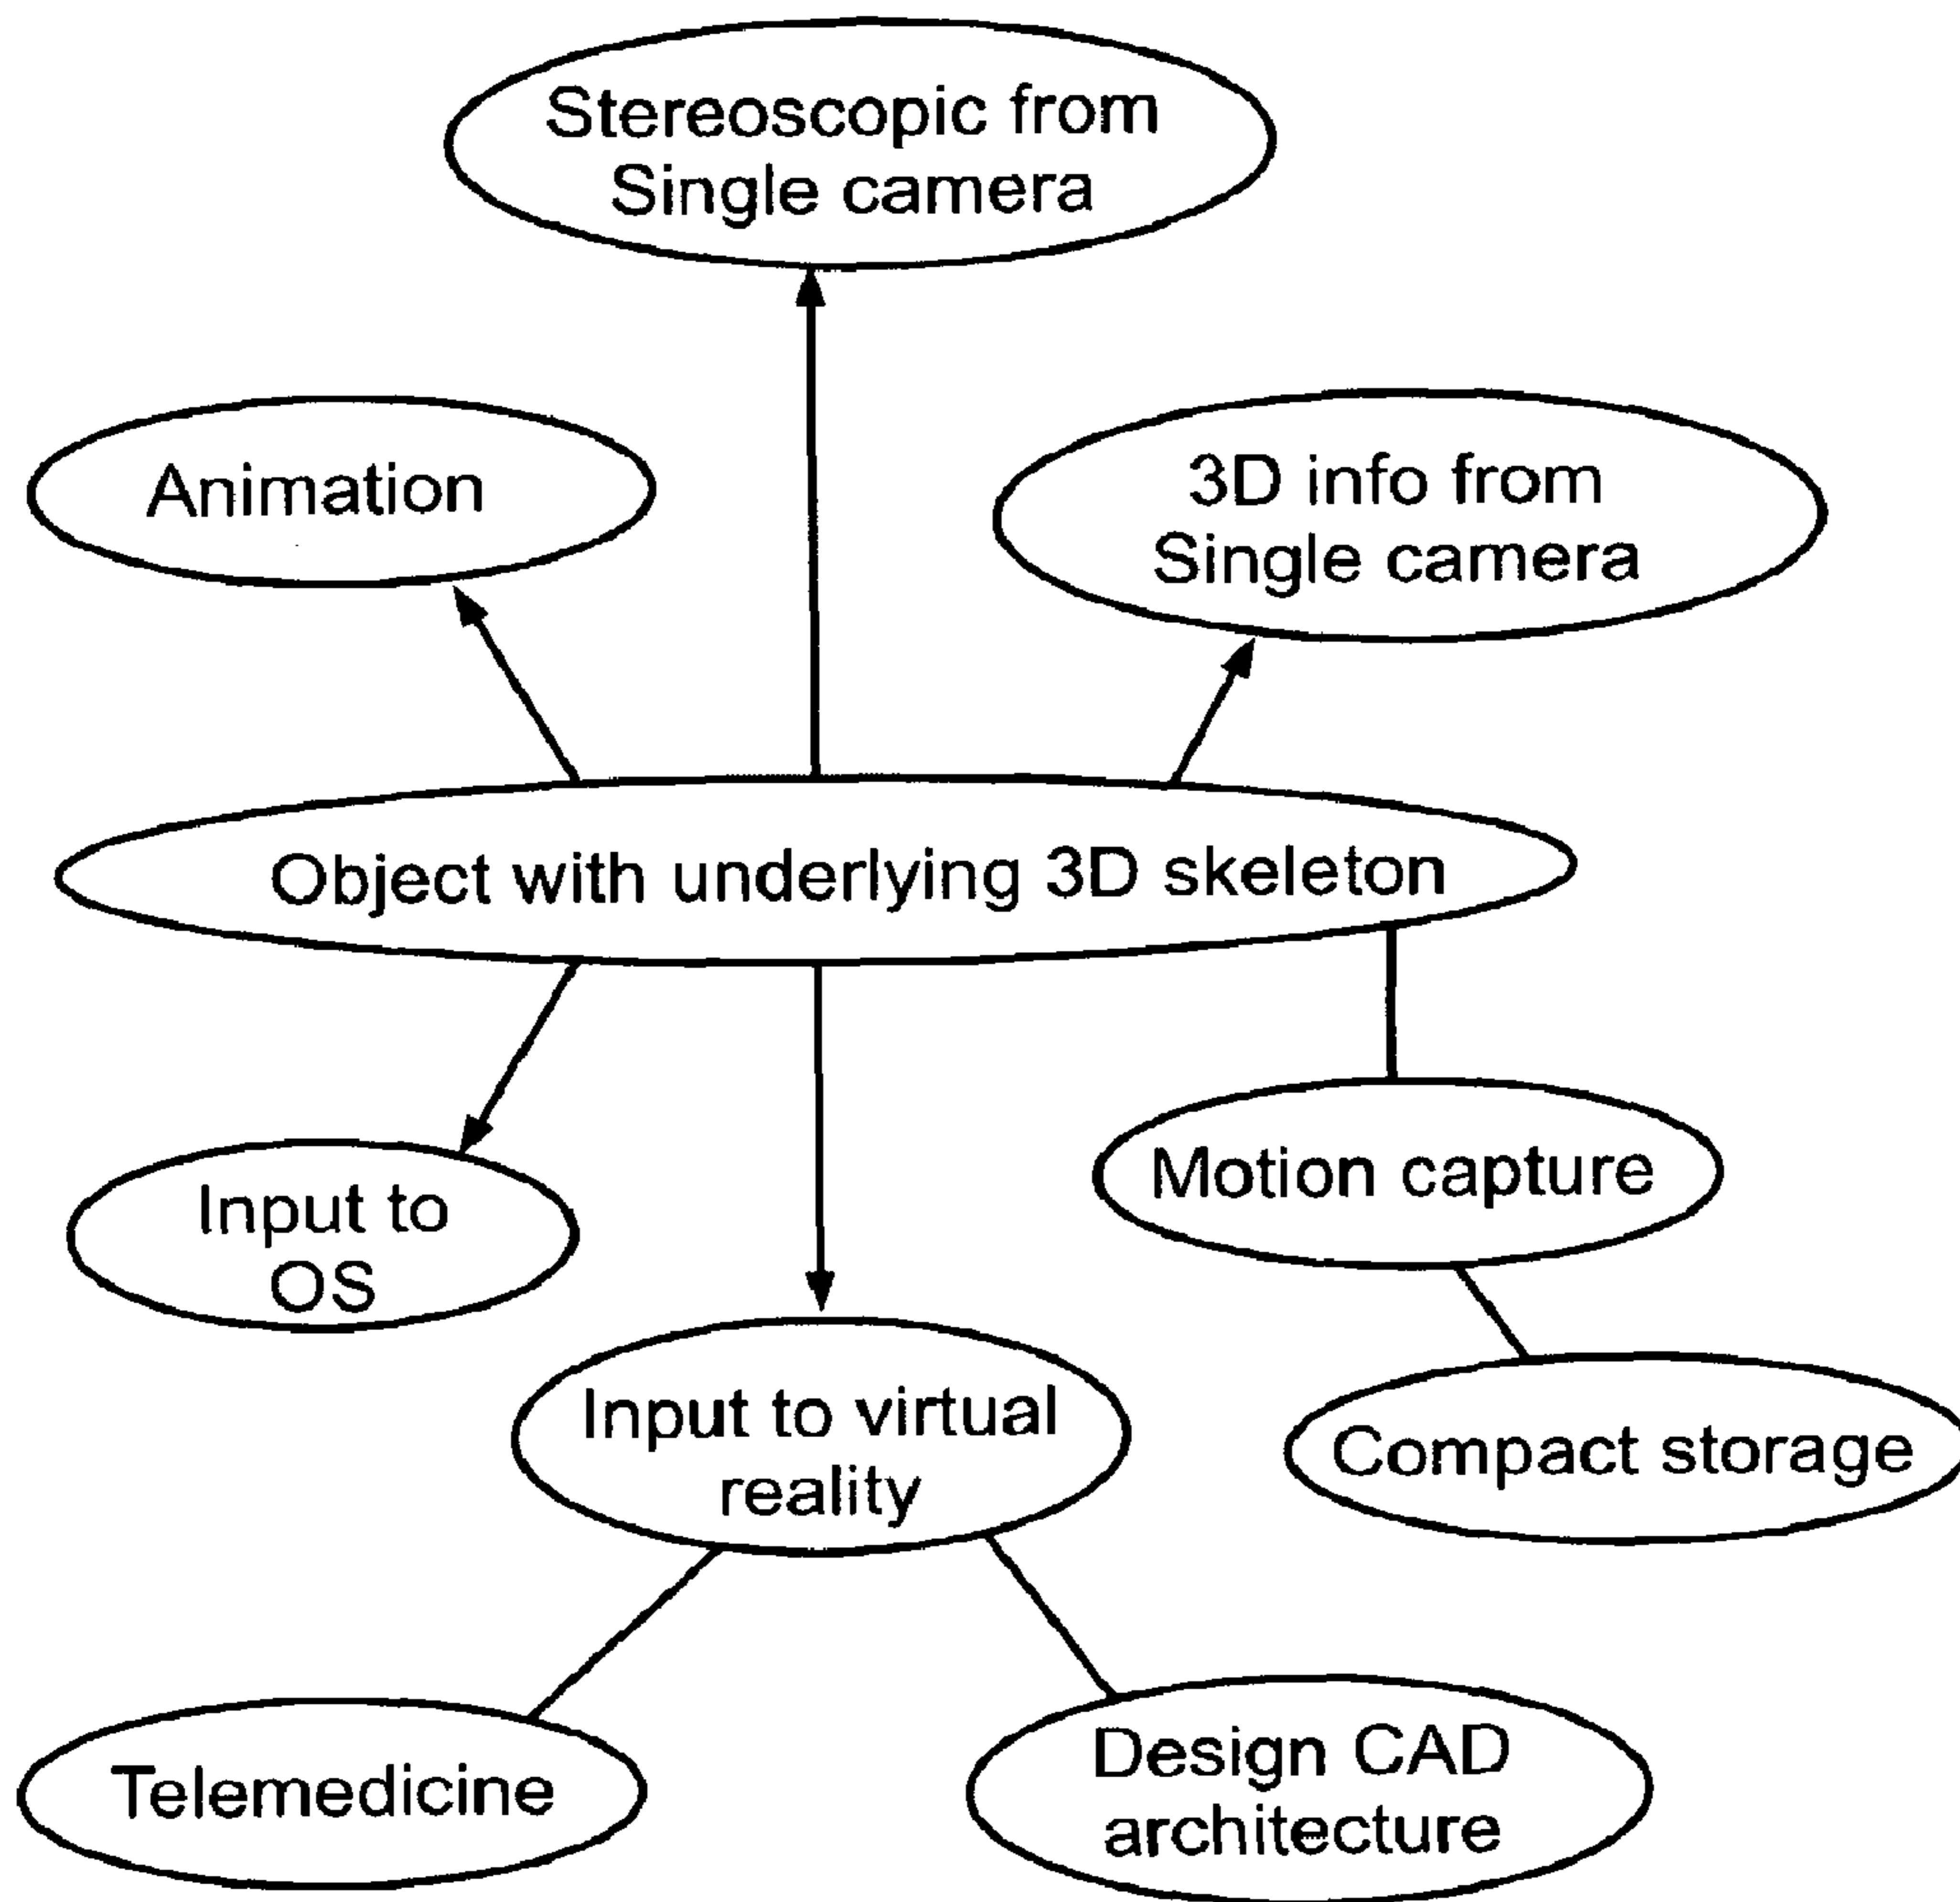 Stereoscopic from
Single camera
Animation
3D info from
Single camera
Object with underlying 3D skeleton
Input to
OS
Motion capture
Input to virtual
reality
Compact storage
Telemedicine
Design CAD
architecture